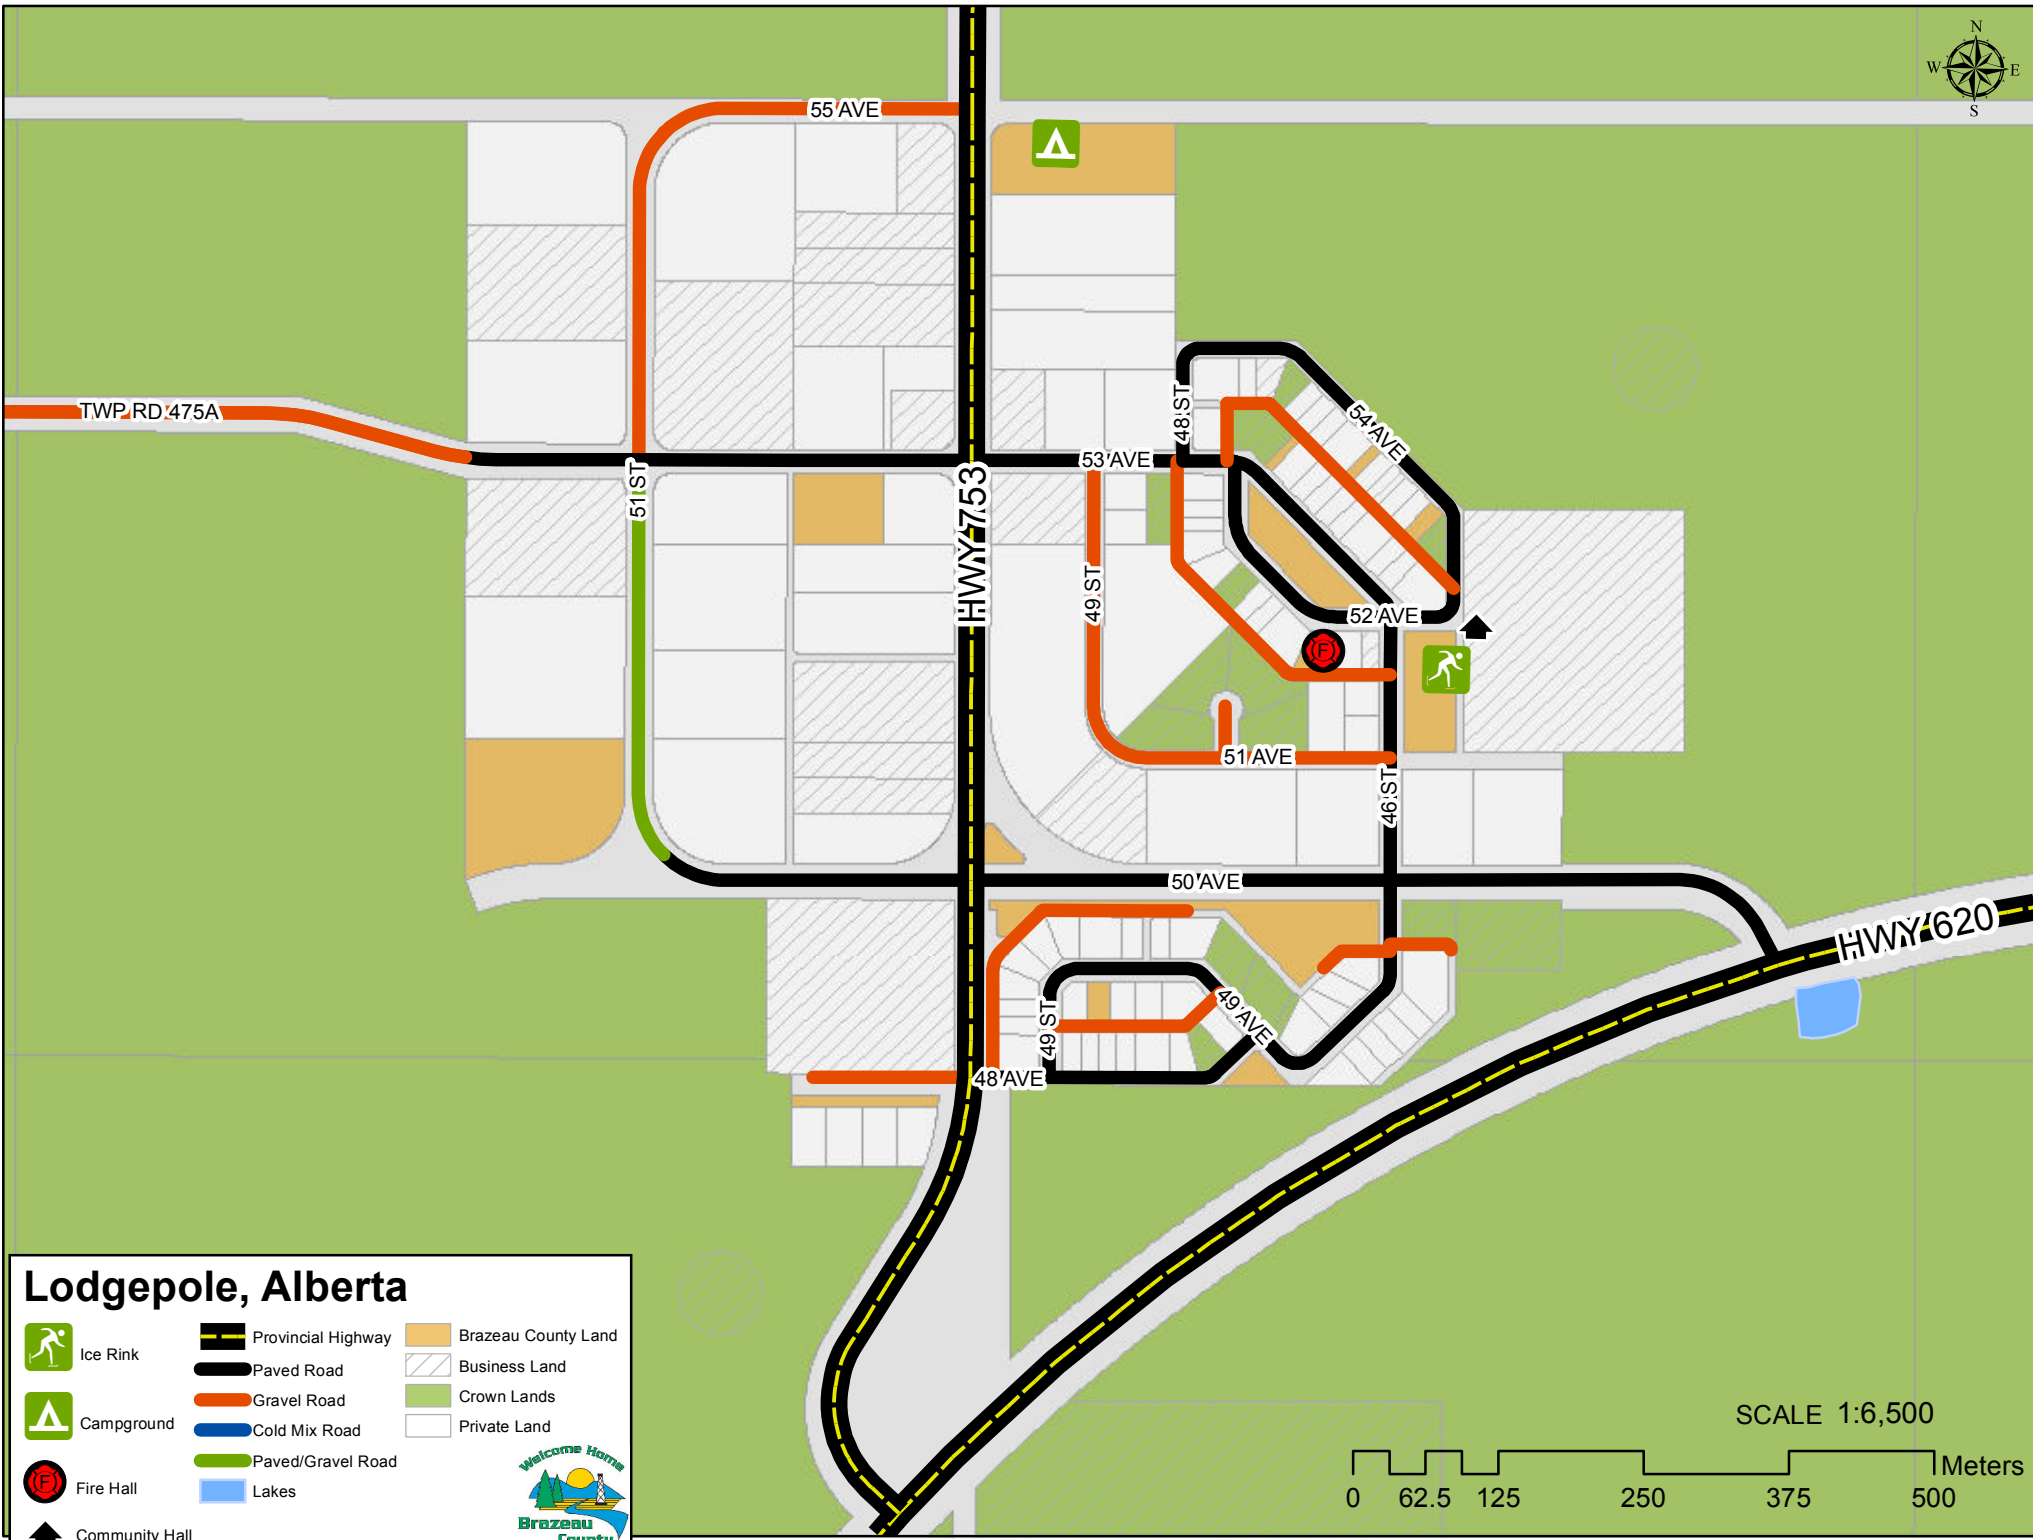 N
W E
S
55 AVE
TWP RD 475A
48 ST
54 AVE
53 AVE
51 ST
HWY 753
49 ST
52 AVE
F
51 AVE
46 ST
50 AVE
HWY 620
49 ST
49 AVE
48 AVE
Lodgepole, Alberta
Ice Rink
Campground
F
Fire Hall
Community Hall
Provincial Highway
Paved Road
Gravel Road
Cold Mix Road
Paved/Gravel Road
Lakes
Brazeau County Land
Business Land
Crown Lands
Private Land
Welcome Home
Brazeau
County
SCALE 1:6,500
Meters
0 62.5 125 250 375 500